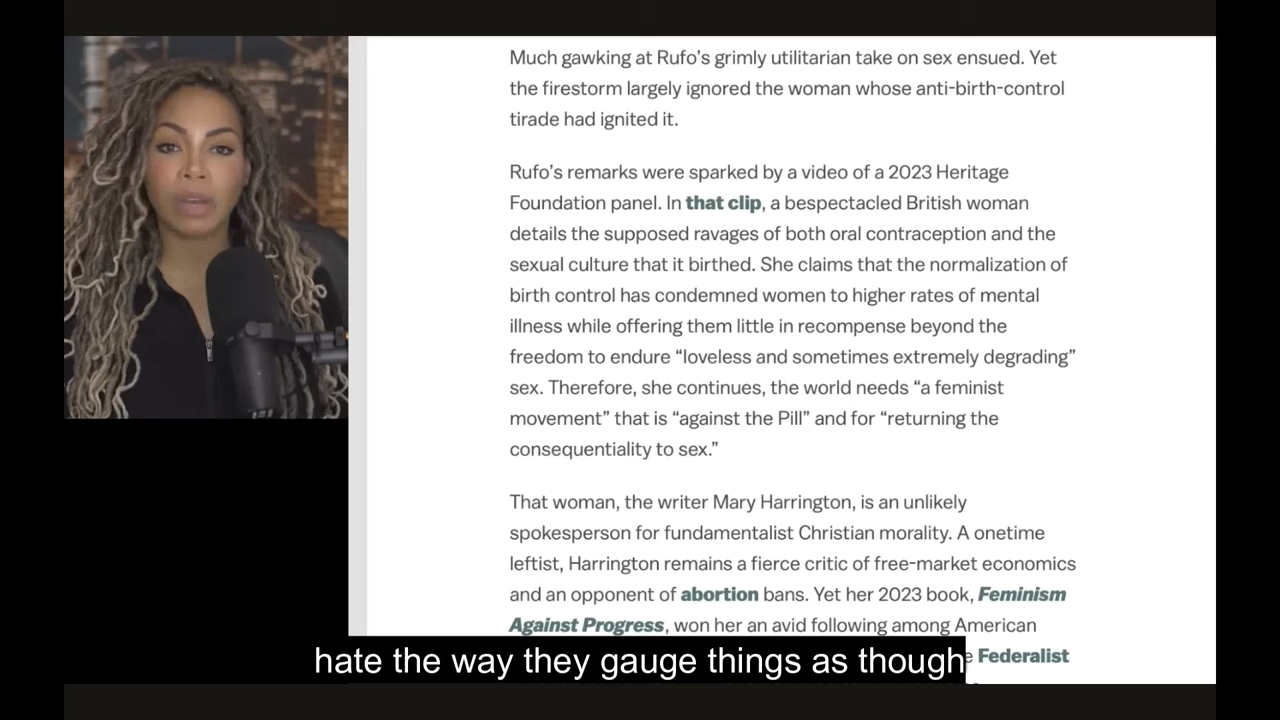 Much gawking at Rufo’s grimly utilitarian take on sex ensued. Yet
the firestorm largely ignored the woman whose anti-birth-control
tirade had ignited it.
Rufo’s remarks were sparked by a video of a 2023 Heritage
Foundation panel. In that clip, a bespectacled British woman
details the supposed ravages of both oral contraception and the
sexual culture that it birthed. She claims that the normalization of
birth control has condemned women to higher rates of mental
illness while offering them little in recompense beyond the
freedom to endure “loveless and sometimes extremely degrading”
sex. Therefore, she continues, the world needs “a feminist
movement” that is “against the Pill” and for “returning the
consequentiality to sex.”
That woman, the writer Mary Harrington, is an unlikely
spokesperson for fundamentalist Christian morality. A onetime
leftist, Harrington remains a fierce critic of free-market economics
and an opponent of abortion bans. Yet her 2023 book, Feminism
Against Progress, won her an avid following among American
Federalist
hate the way they gauge things as though